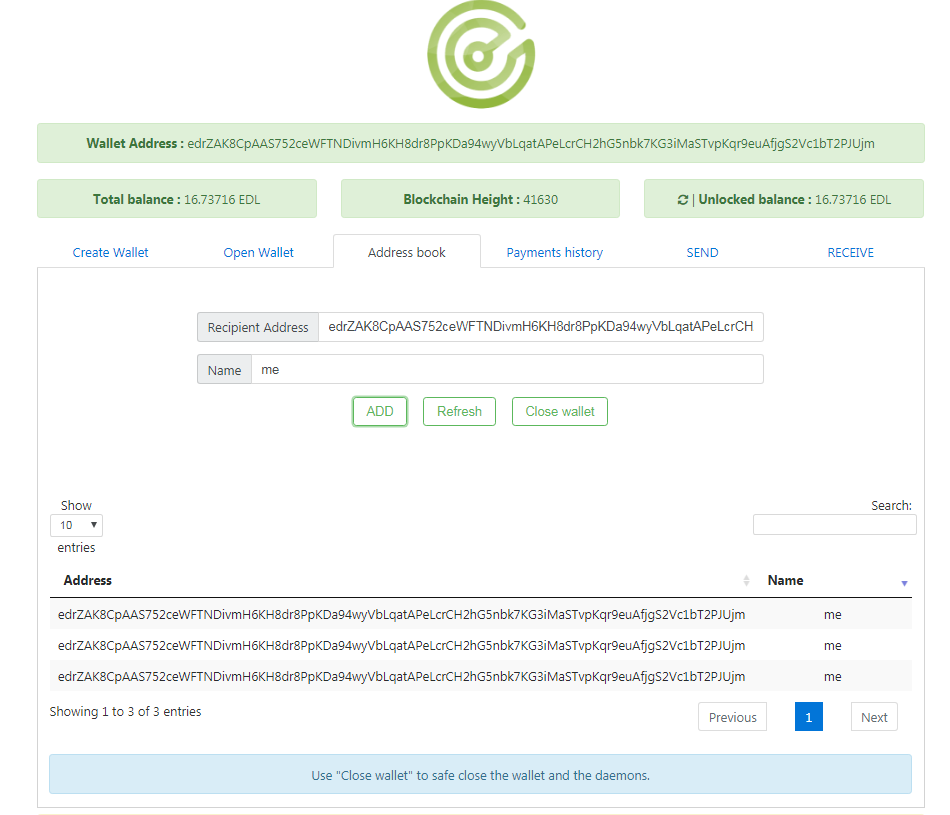 Wallet Address : edrZAK8CpAAS752ceWFTNDivmH6KH8dr8PpKDa94wyVbLqatAPeLcrCH2hG5nbk7KG3iMaSTvpKqr9euAfjgS2Vc1bT2PJUjm
Total balance : 16.73716 EDL
Blockchain Height : 41630
| Unlocked balance : 16.73716 EDL
Create Wallet
Open Wallet
Address book
Payments history
SEND
RECEIVE
Recipient Address
edrZAK8CpAAS752ceWFTNDivmH6KH8dr8PpKDa94wyVbLqatAPeLcrCH
Name
me
ADD
Refresh
Close wallet
Show
10
entries
Search:
Address
Name
edrZAK8CpAAS752ceWFTNDivmH6KH8dr8PpKDa94wyVbLqatAPeLcrCH2hG5nbk7KG3iMaSTvpKqr9euAfjgS2Vc1bT2PJUjm me
edrZAK8CpAAS752ceWFTNDivmH6KH8dr8PpKDa94wyVbLqatAPeLcrCH2hG5nbk7KG3iMaSTvpKqr9euAfjgS2Vc1bT2PJUjm me
edrZAK8CpAAS752ceWFTNDivmH6KH8dr8PpKDa94wyVbLqatAPeLcrCH2hG5nbk7KG3iMaSTvpKqr9euAfjgS2Vc1bT2PJUjm me
Showing 1 to 3 of 3 entries
Previous
1
Next
Use "Close wallet" to safe close the wallet and the daemons.